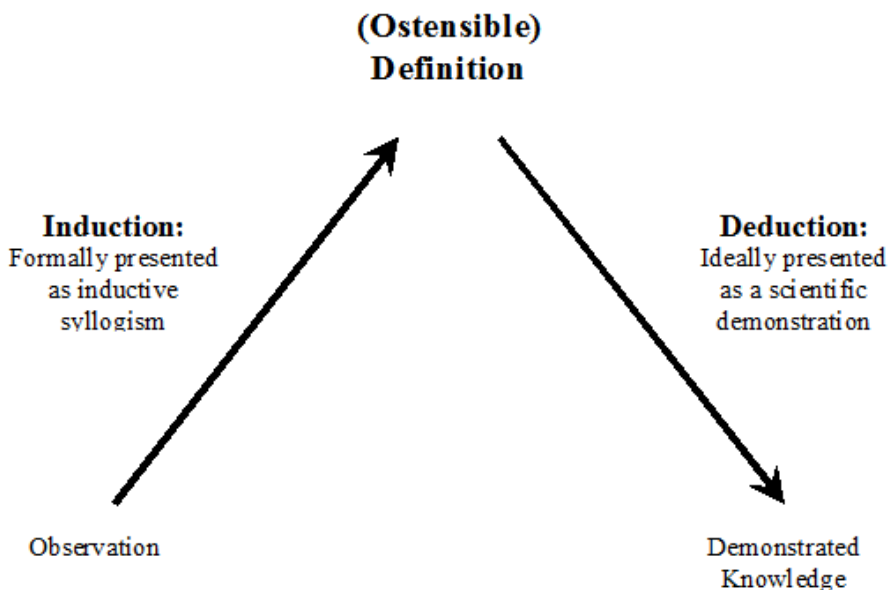 (Ostensible)
Definition
Induction:
Formally presented
as inductive
syllogism
Deduction:
Ideally presented
as a scientific
demonstration
Observation
Demonstrated
Knowledge